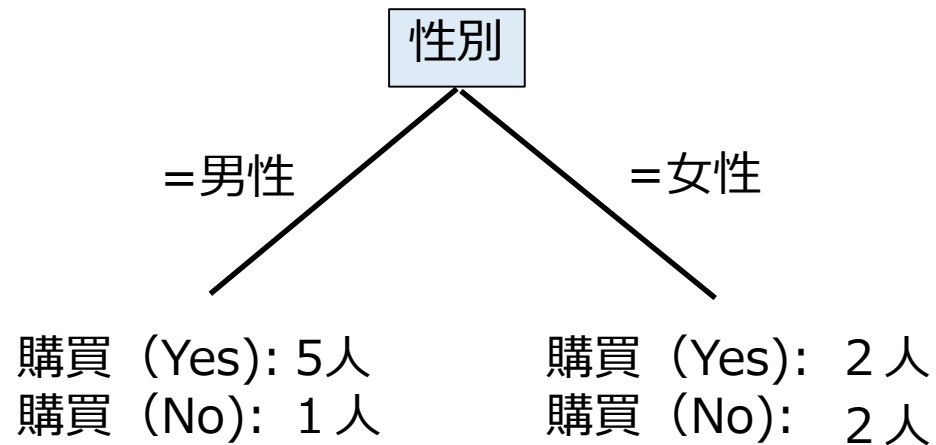 性別
=男性
=女性
購買（Yes): 5人
購買（No): １人
購買（Yes): ２人
購買（No): ２人